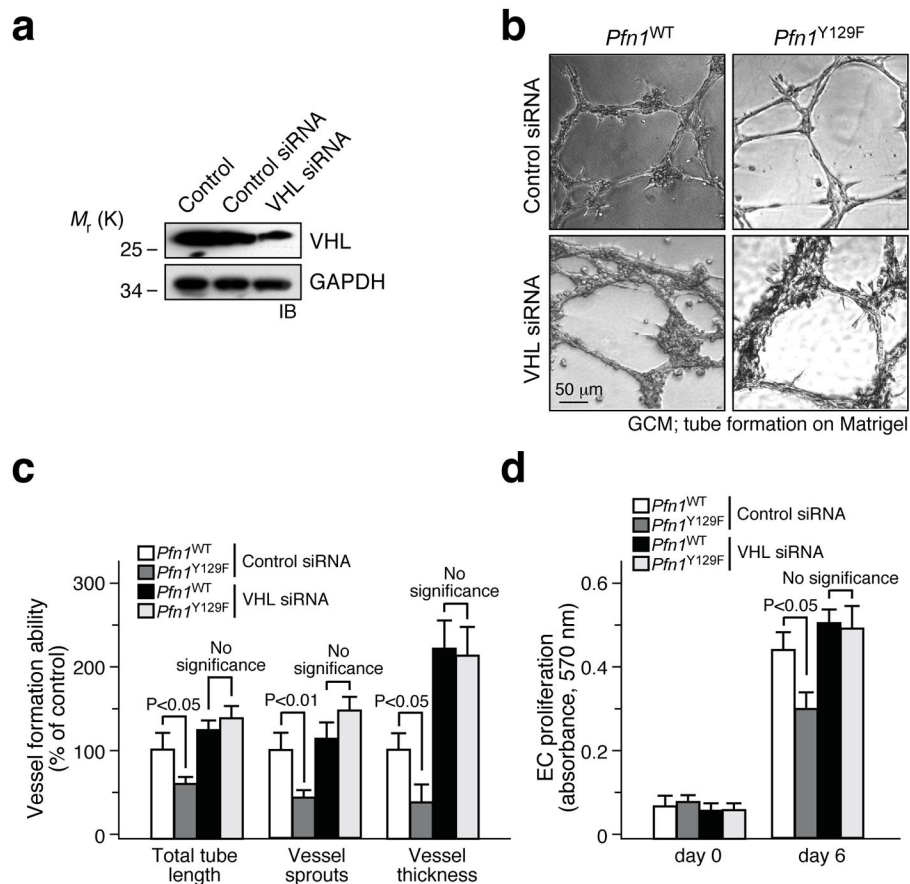 a
Control
Control siRNA
VHL siRNA
Mr (K)
25
VHL
34
GAPDH
IB
b
Pfn1WT
Pfn1Y129F
Control siRNA
VHL siRNA
50 μm
GCM; tube formation on Matrigel
c
Pfn1WT
Pfn1Y129F
Control siRNA
Pfn1WT
Pfn1Y129F
VHL siRNA
Vessel formation ability
(% of control)
300
200
100
0
P<0.05
No
significance
P<0.01
No
significance
P<0.05
No
significance
Total tube
length
Vessel
sprouts
Vessel
thickness
d
Pfn1WT
Pfn1Y129F
Control siRNA
Pfn1WT
Pfn1Y129F
VHL siRNA
EC proliferation
(absorbance, 570 nm)
0.6
0.4
0.2
0
P<0.05
No significance
day 0
day 6